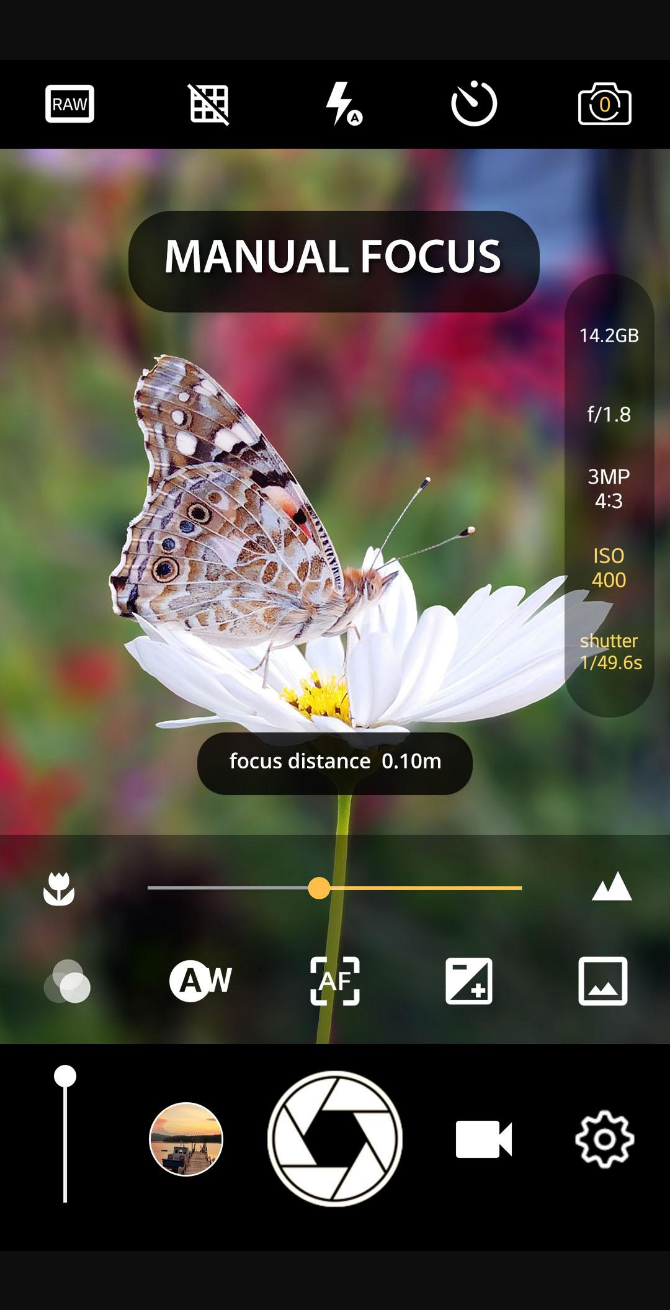 RAW
A
0
MANUAL FOCUS
14.2GB
f/1.8
3MP
4:3
ISO
400
shutter
1/49.6s
focus distance 0.10m
AW
AF